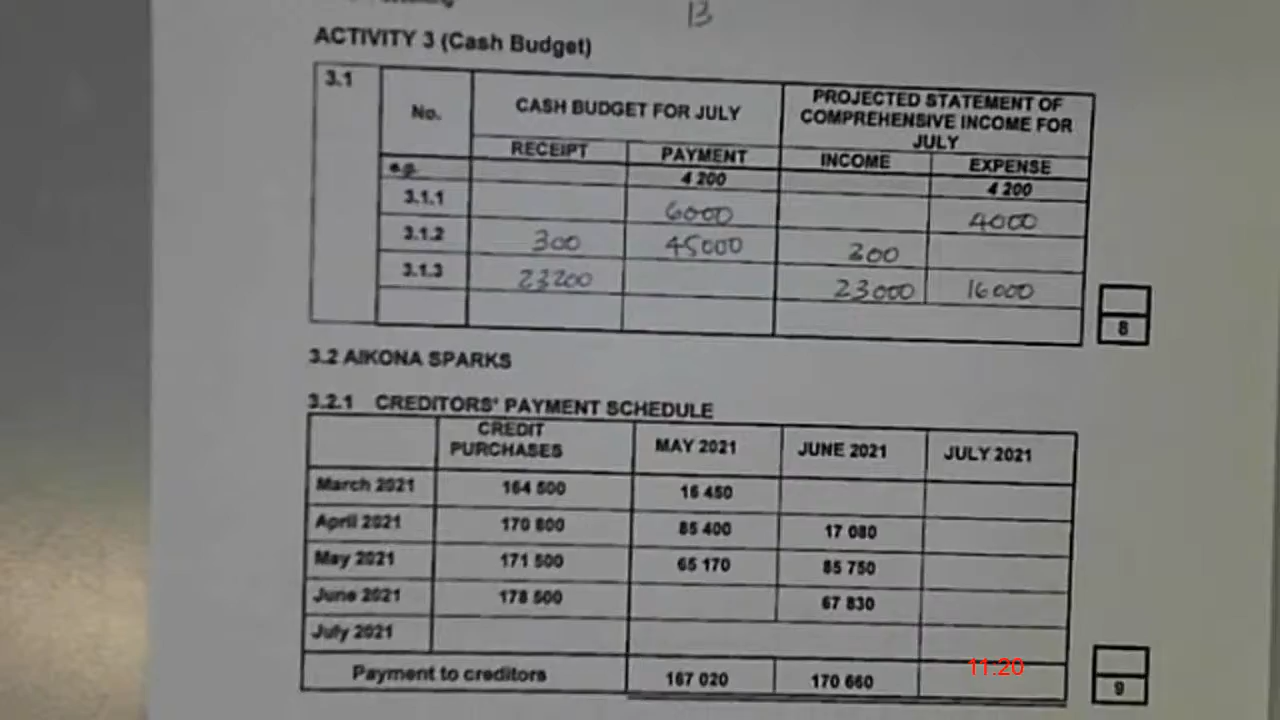 13
ACTIVITY 3 (Cash Budget)
3.1 No. CASH BUDGET FOR JULY PROJECTED STATEMENT OF COMPREHENSIVE INCOME FOR JULY
RECEIPT PAYMENT INCOME EXPENSE
e.g. 4 200 4 200
3.1.1 6000 4000
3.1.2 300 45000 300
3.1.3 23200 23000 16000
8
3.2 AIKONA SPARKS
3.2.1 CREDITORS' PAYMENT SCHEDULE
CREDIT PURCHASES MAY 2021 JUNE 2021 JULY 2021
March 2021 164 500 16 450
April 2021 170 800 85 400 17 080
May 2021 171 500 65 170 85 750
June 2021 178 500 67 830
July 2021
Payment to creditors 167 020 170 660 11.20
9